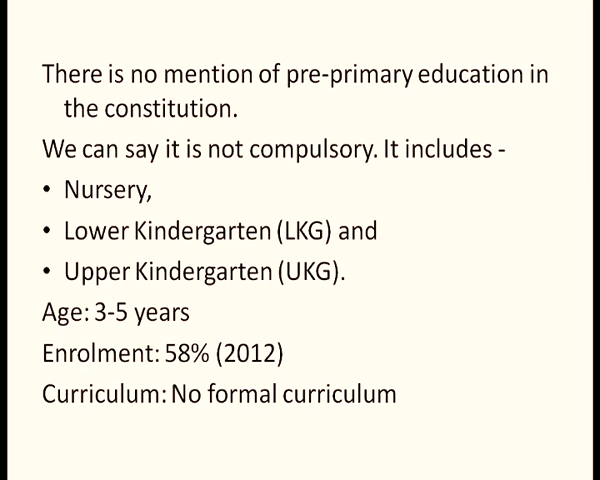 There is no mention of pre-primary education in
the constitution.
We can say it is not compulsory. It includes -
• Nursery,
• Lower Kindergarten (LKG) and
• Upper Kindergarten (UKG).
Age: 3-5 years
Enrolment: 58% (2012)
Curriculum: No formal curriculum